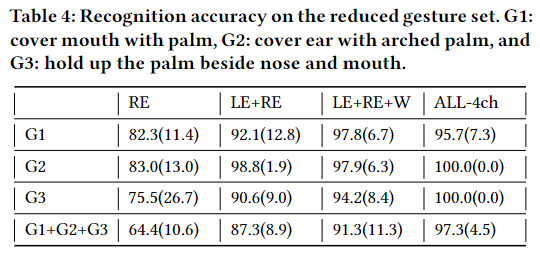 Table 4: Recognition accuracy on the reduced gesture set. G1:
cover mouth with palm, G2: cover ear with arched palm, and
G3: hold up the palm beside nose and mouth.
RE LE+RE LE+RE+W ALL-4ch
G1 82.3(11.4) 92.1(12.8) 97.8(6.7) 95.7(7.3)
G2 83.0(13.0) 98.8(1.9) 97.9(6.3) 100.0(0.0)
G3 75.5(26.7) 90.6(9.0) 94.2(8.4) 100.0(0.0)
G1+G2+G3 64.4(10.6) 87.3(8.9) 91.3(11.3) 97.3(4.5)